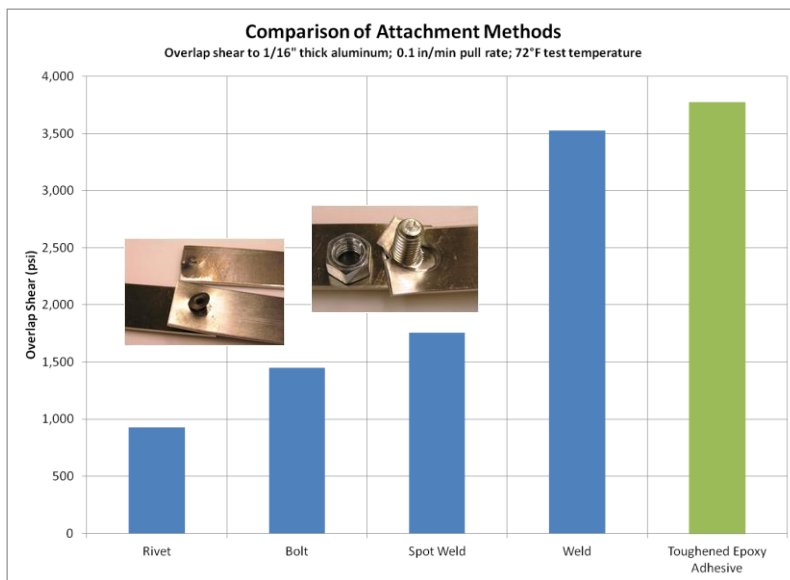 Comparison of Attachment Methods
Overlap shear to 1/16" thick aluminum; 0.1 in/min pull rate; 72°F test temperature
4,000
3,500
3,000
2,500
2,000
1,500
1,000
500
0
Overlap Shear (psi)
Rivet
Bolt
Spot Weld
Weld
Toughened Epoxy
Adhesive